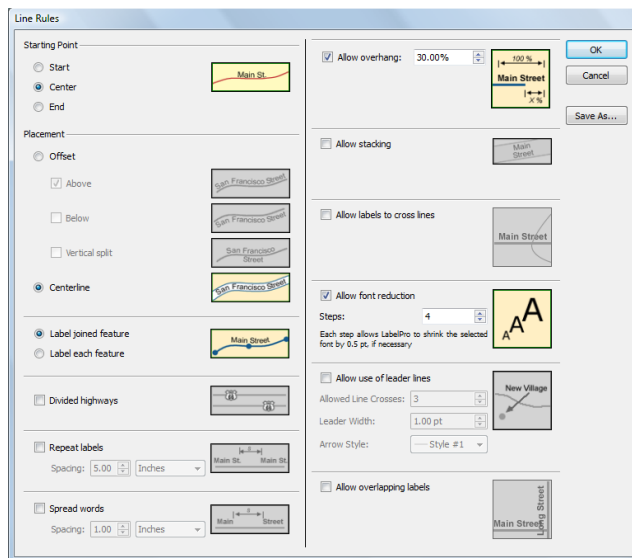 Line Rules
Starting Point
Start
Center
End
Main St.
Placement
Offset
Above
San Francisco Street
Below
San Francisco Street
Vertical split
San Francisco
Street
Centerline
San Francisco Street
Label joined feature
Label each feature
Main Street
Divided highways
Repeat labels
Spacing: 5.00 Inches
Main St. Main St.
Spread words
Spacing: 1.00 Inches
Main Street
Allow overhang: 30.00%
100 %
Main Street
X %
Allow stacking
Main
Street
Allow labels to cross lines
Main Street
Allow font reduction
Steps: 4
Each step allows LabelPro to shrink the selected
font by 0.5 pt. if necessary
A A A
Allow use of leader lines
Allowed Line Crosses: 3
Leader Width: 1.00 pt
Arrow Style: Style #1
New Village
Allow overlapping labels
Main Street
Long Street
OK
Cancel
Save As...